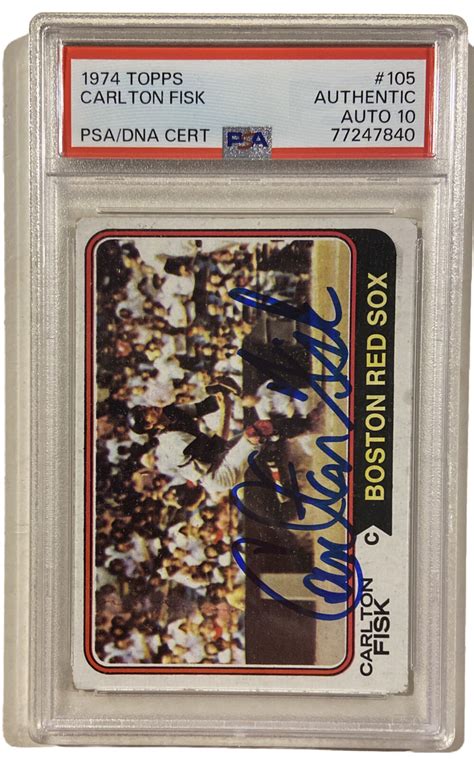 1974 TOPPS #105
CARLTON FISK AUTHENTIC
AUTO 10
PSA/DNA CERT PSA 77247840
Carlton Fisk
BOSTON RED SOX
C
CARLTON
FISK